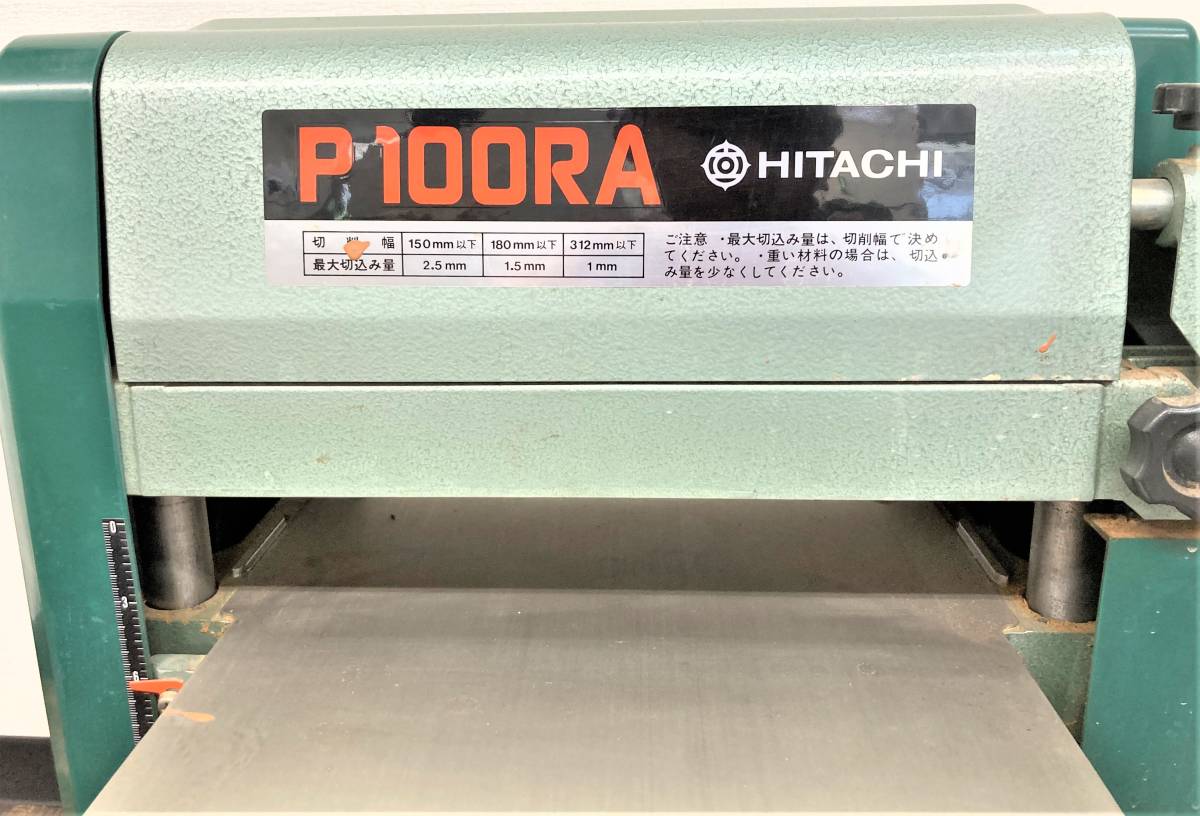 P100RA HITACHI
切削幅 150mm以下 180mm以下 312mm以下
最大切込み量 2.5mm 1.5mm 1mm
ご注意 ・最大切込み量は、切削幅で決め
てください。 ・重い材料の場合は、切込
み量を少なくしてください。
0
3
6